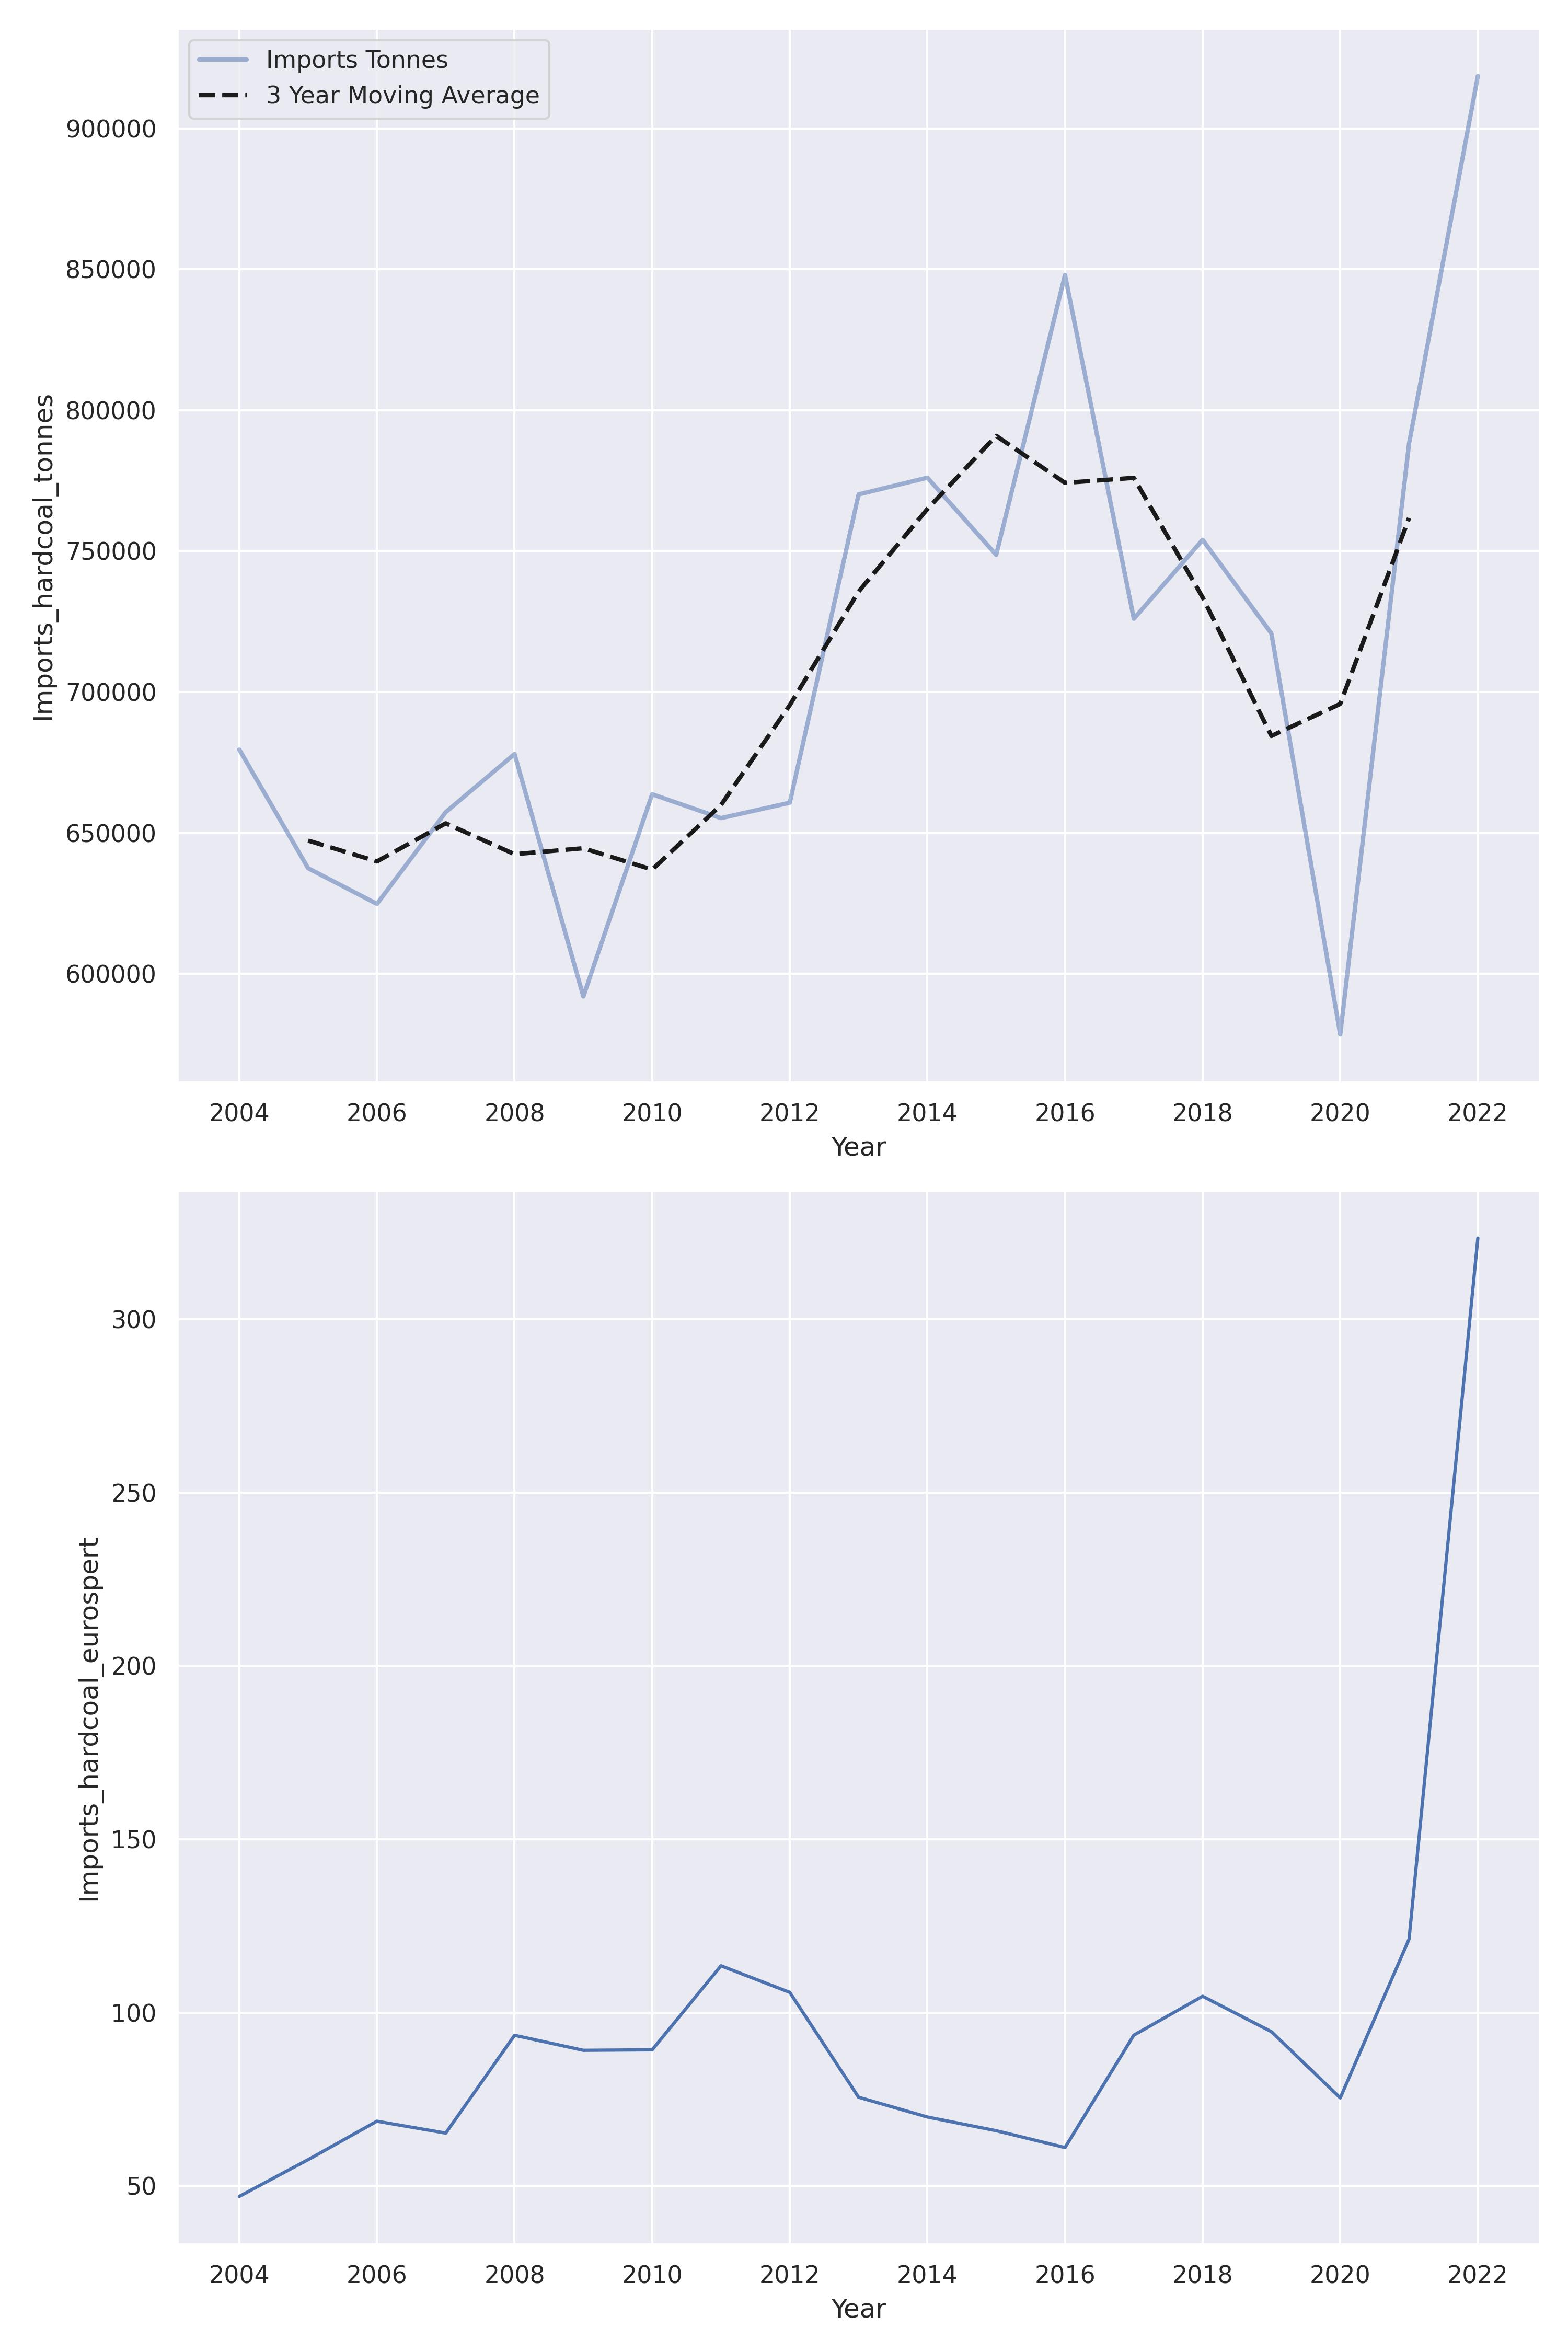 Imports Tonnes
3 Year Moving Average
Imports_hardcoal_tonnes
900000
850000
800000
750000
700000
650000
600000
2004 2006 2008 2010 2012 2014 2016 2018 2020 2022
Year
Imports_hardcoal_eurospert
300
250
200
150
100
50
2004 2006 2008 2010 2012 2014 2016 2018 2020 2022
Year